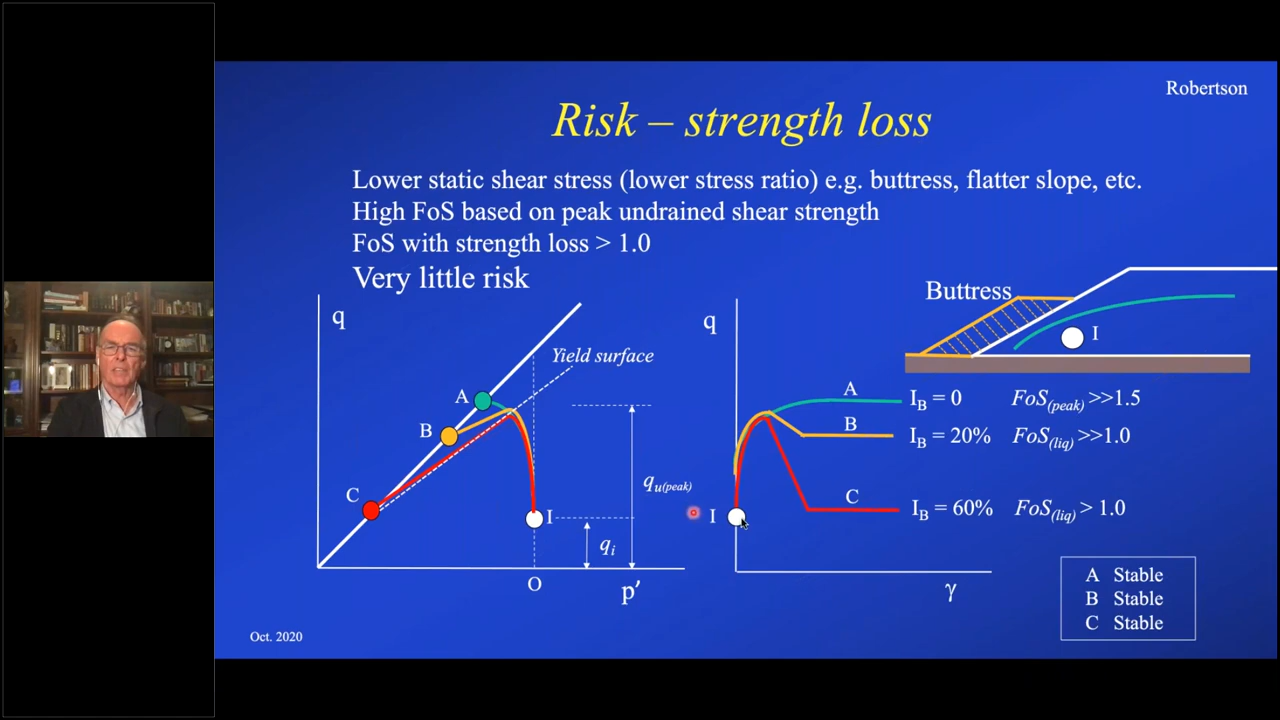 Robertson
Risk – strength loss
Lower static shear stress (lower stress ratio) e.g. buttress, flatter slope, etc.
High FoS based on peak undrained shear strength
FoS with strength loss > 1.0
Very little risk
q
Yield surface
A
B
C
I
qᵢ
q_u(peak)
O
p’
q
I
A
B
C
γ
Buttress
I
I_B = 0 FoS_(peak) >>1.5
I_B = 20% FoS_(liq) >>1.0
I_B = 60% FoS_(liq) > 1.0
A Stable
B Stable
C Stable
Oct. 2020